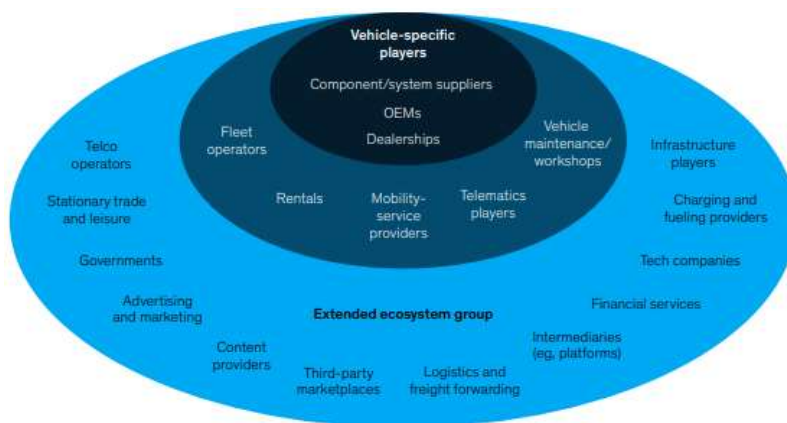 Vehicle-specific
players
Component/system suppliers
OEMs
Dealerships
Fleet
operators
Vehicle
maintenance/
workshops
Rentals
Mobility-
service
providers
Telematics
players
Telco
operators
Infrastructure
players
Stationary trade
and leisure
Charging and
fueling providers
Governments
Tech companies
Advertising
and marketing
Extended ecosystem group
Financial services
Content
providers
Intermediaries
(eg, platforms)
Third-party
marketplaces
Logistics and
freight forwarding